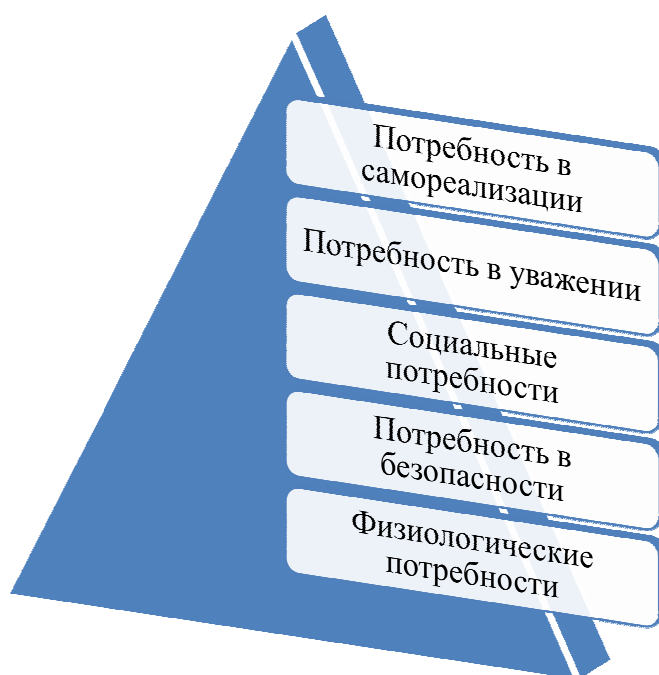 Потребность в
самореализации
Потребность в уважении
Социальные
потребности
Потребность в
безопасности
Физиологические
потребности